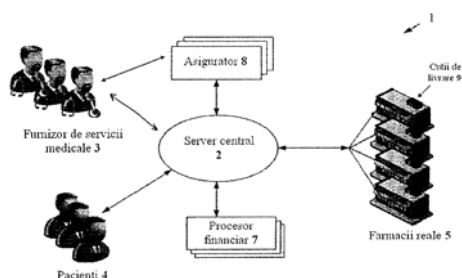 1
Cutii de
livrare 9
Asigurator 8
Furnizor de servicii
medicale 3
Server central
2
Pacienți 4
Procesor
financiar 7
Farmacii reale 5